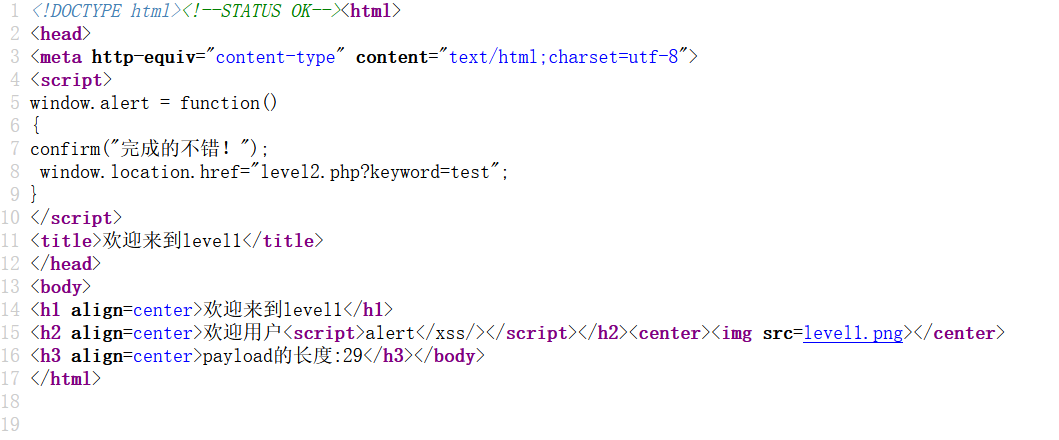 1 <!DOCTYPE html><!--STATUS OK--><html>
2 <head>
3 <meta http-equiv="content-type" content="text/html;charset=utf-8">
4 <script>
5 window.alert = function()
6 {
7 confirm("完成的不错！");
8  window.location.href="level2.php?keyword=test";
9 }
10 </script>
11 <title>欢迎来到level1</title>
12 </head>
13 <body>
14 <h1 align=center>欢迎来到level1</h1>
15 <h2 align=center>欢迎用户<script>alert</xss/></script></h2><center><img src=level1.png></center>
16 <h3 align=center>payload的长度:29</h3></body>
17 </html>
18
19